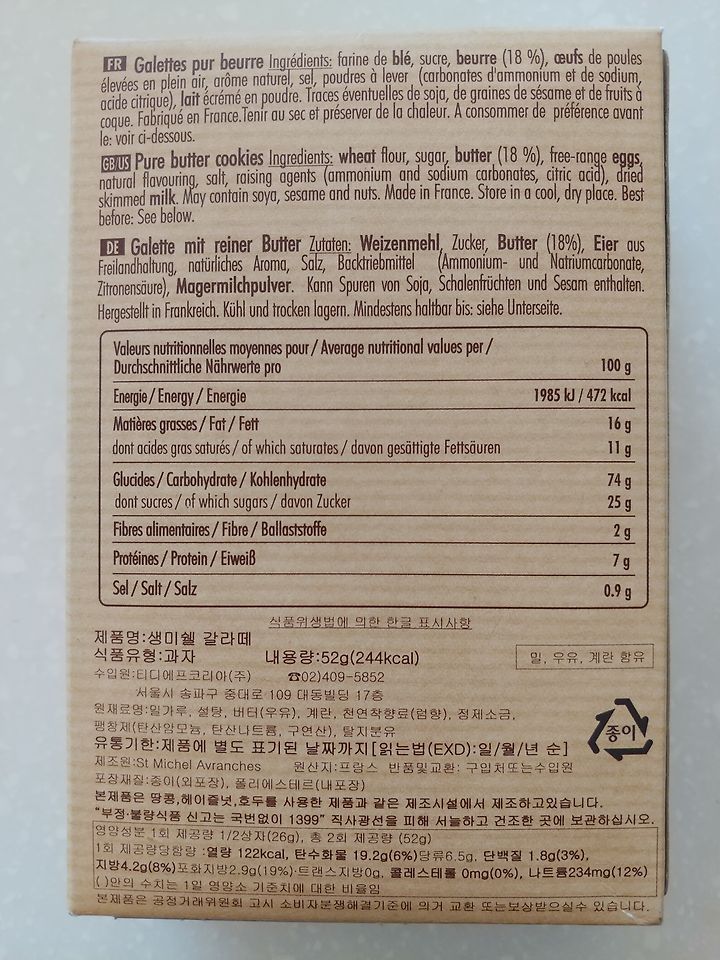 FR Galettes pur beurre Ingrédients: farine de blé, sucre, beurre (18 %), œufs de poules
élevées en plein air, arôme naturel, sel, poudres à lever (carbonates d'ammonium et de sodium,
acide citrique), lait écrémé en poudre. Traces éventuelles de soja, de graines de sésame et de fruits à
coque. Fabriqué en France.Tenir au sec et préserver de la chaleur. A consommer de préférence avant
le: voir ci-dessous.
GB/US Pure butter cookies Ingredients: wheat flour, sugar, butter (18 %), free-range eggs,
natural flavouring, salt, raising agents (ammonium and sodium carbonates, citric acid), dried
skimmed milk. May contain soya, sesame and nuts. Made in France. Store in a cool, dry place. Best
before: See below.
DE Galette mit reiner Butter Zutaten: Weizenmehl, Zucker, Butter (18%), Eier aus
Freilandhaltung, natürliches Aroma, Salz, Backtriebmittel (Ammonium- und Natriumcarbonate,
Zitronensäure), Magermilchpulver. Kann Spuren von Soja, Schalenfrüchten und Sesam enthalten.
Hergestellt in Frankreich. Kühl und trocken lagern. Mindestens haltbar bis: siehe Unterseite.
Valeurs nutritionnelles moyennes pour / Average nutritional values per /
Durchschnittliche Nährwerte pro 100 g
Energie / Energy / Energie 1985 kJ / 472 kcal
Matières grasses / Fat / Fett 16 g
dont acides gras saturés / of which saturates / davon gesättigte Fettsäuren 11 g
Glucides / Carbohydrate / Kohlenhydrate 74 g
dont sucres / of which sugars / davon Zucker 25 g
Fibres alimentaires / Fibre / Ballaststoffe 2 g
Protéines / Protein / Eiweiß 7 g
Sel / Salt / Salz 0.9 g
식품위생법에 의한 한글 표시사항
제품명:생미쉘 갈라떼
식품유형:과자 내용량:52g(244kcal) 밀, 우유, 계란 함유
수입원:티디에프코리아(주) ☎02)409-5852
서울시 송파구 중대로 109 대동빌딩 17층
원재료명:밀가루, 설탕, 버터(우유), 계란, 천연착향료(럼향), 정제소금,
팽창제(탄산암모늄, 탄산나트륨, 구연산), 탈지분유
종이
유통기한:제품에 별도 표기된 날짜까지[읽는법(EXD):일/월/년 순]
제조원:St Michel Avranches 원산지:프랑스 반품및교환: 구입처또는수입원
포장재질:종이(외포장), 폴리에스테르(내포장)
본제품은 땅콩,헤이즐넛,호두를 사용한 제품과 같은 제조시설에서 제조하고있습니다.
"부정·불량식품 신고는 국번없이 1399" 직사광선을 피해 서늘하고 건조한 곳에 보관하십시오.
영양성분 1회 제공량 1/2상자(26g), 총 2회 제공량 (52g)
1회 제공량당함량 :열량 122kcal, 탄수화물 19.2g(6%)당류6.5g, 단백질 1.8g(3%),
지방4.2g(8%)포화지방2.9g(19%)·트랜스지방0g, 콜레스테롤 0mg(0%), 나트륨234mg(12%)
( )안의 수치는 1일 영양소 기준치에 대한 비율임
본제품은 공정거래위원회 고시 소비자분쟁해결기준에 의거 교환 또는보상받으실수 있습니다.